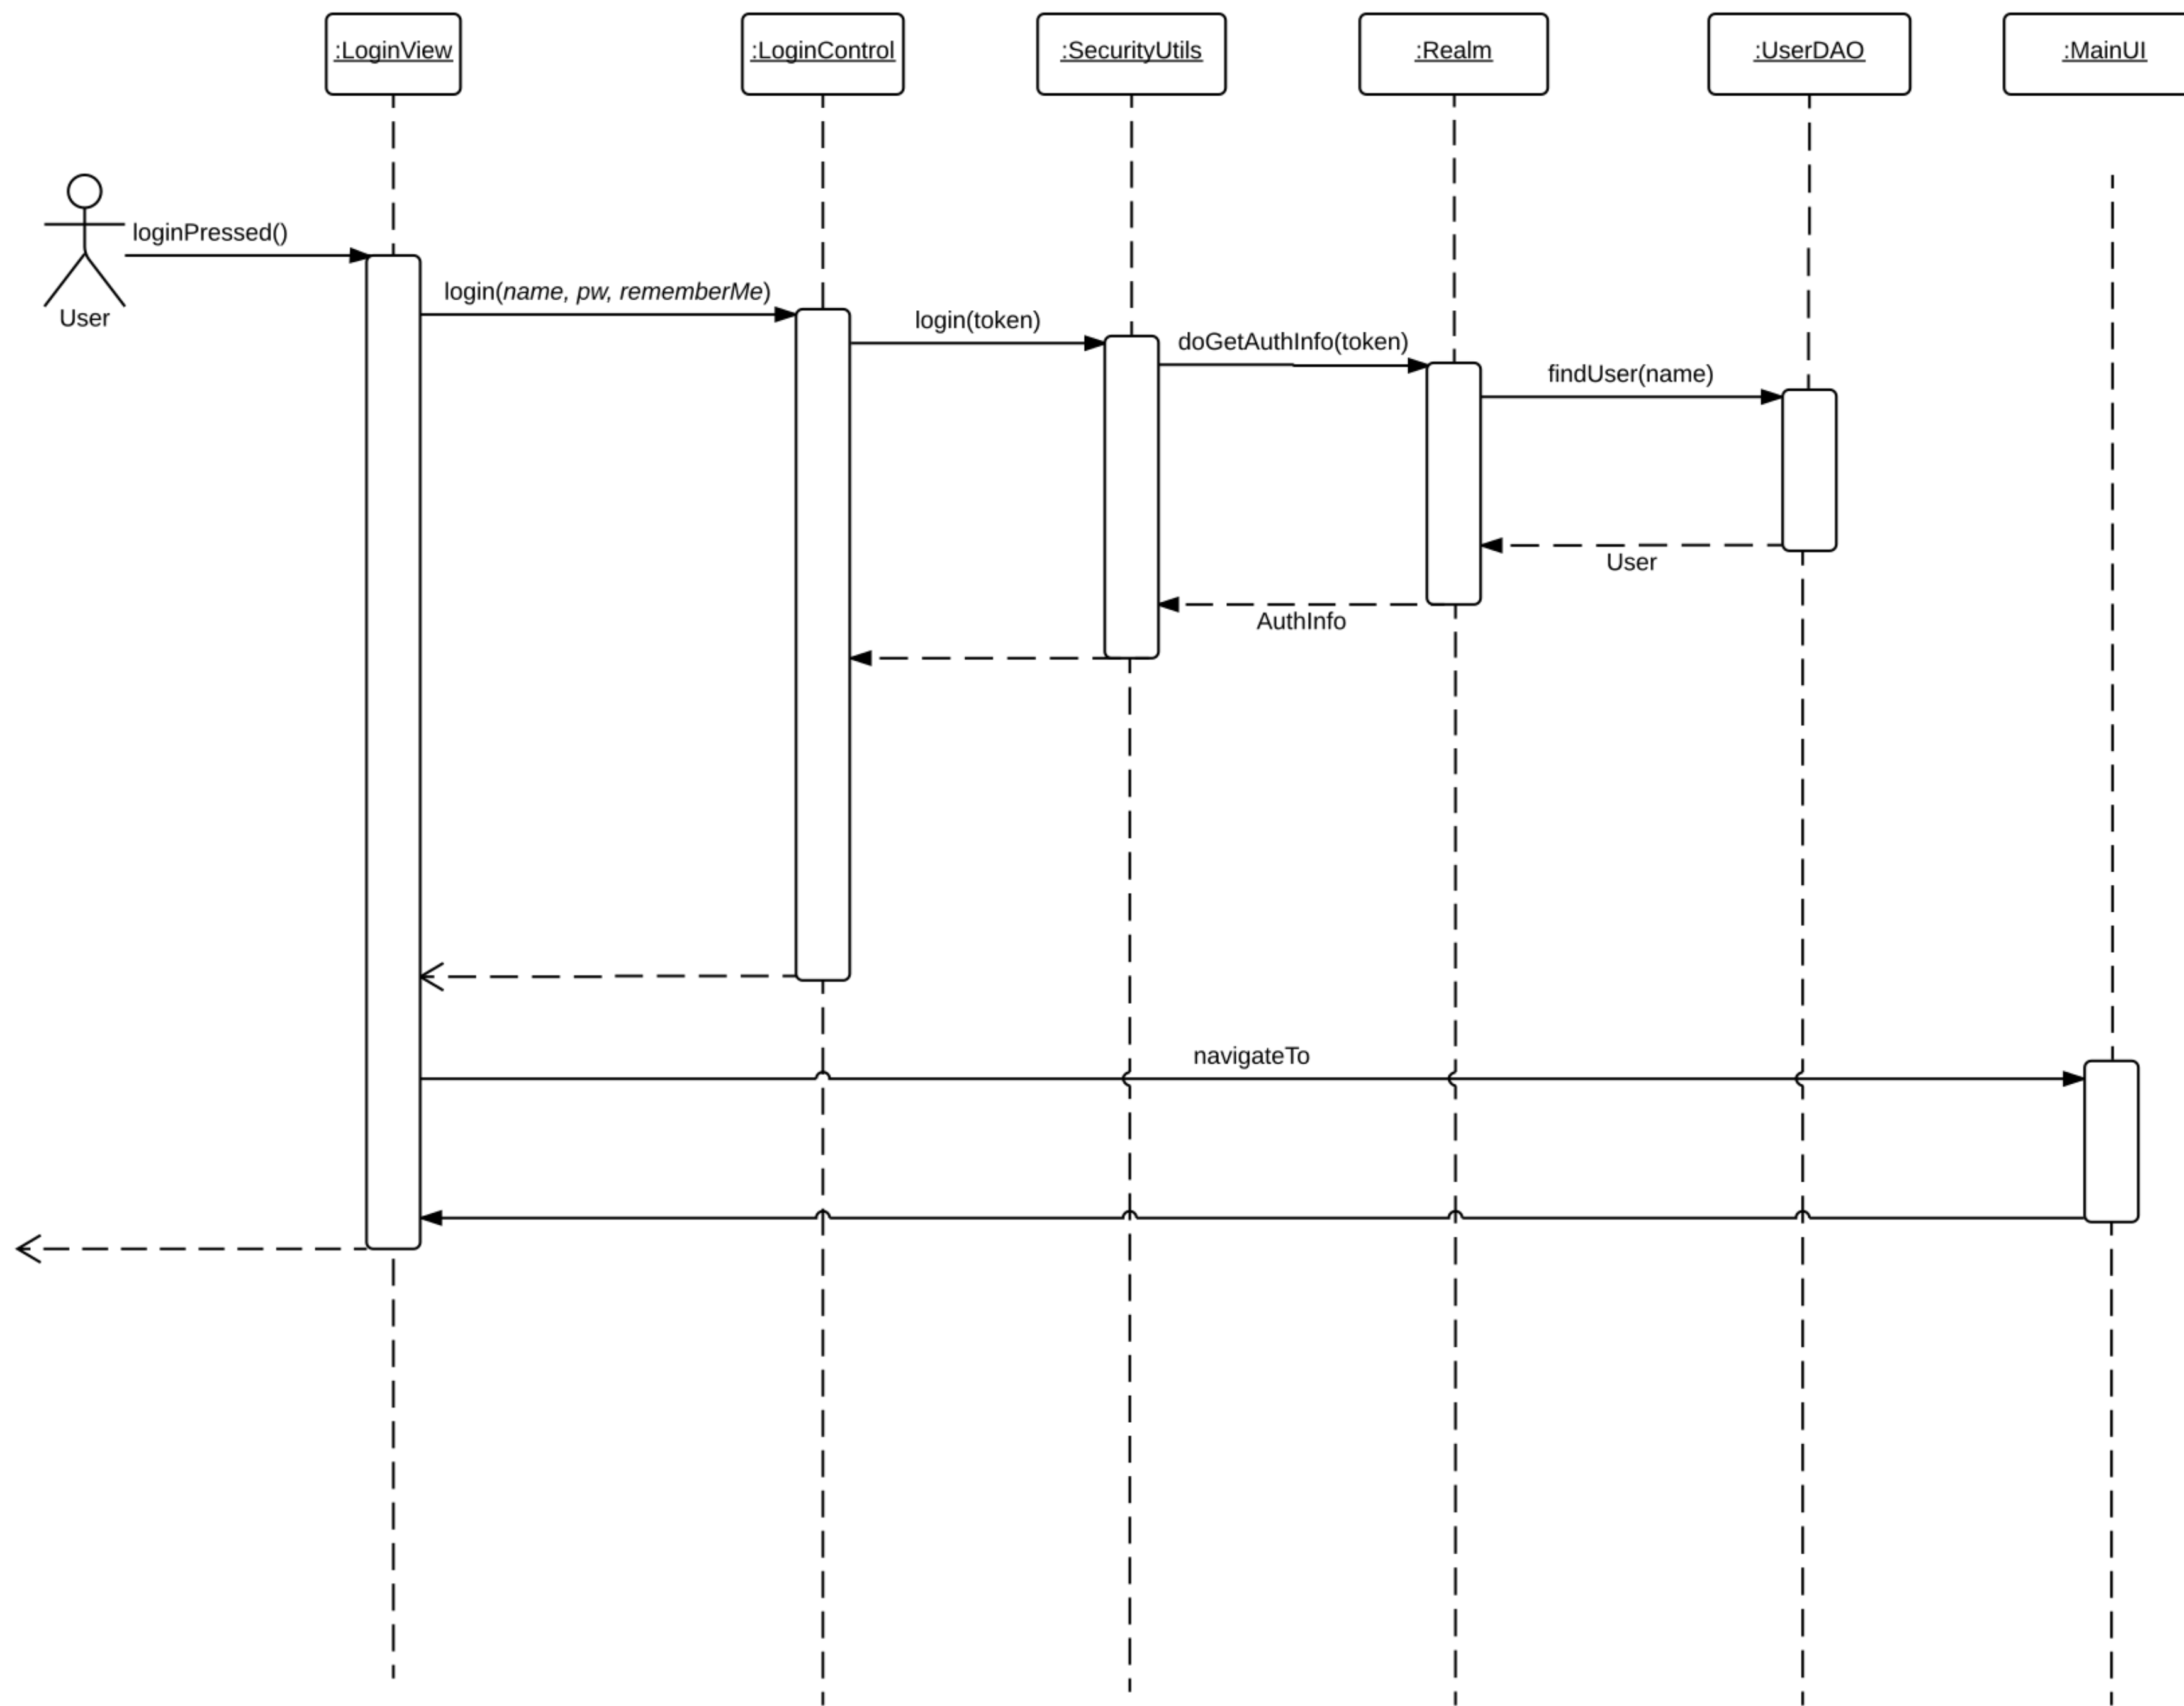 :LoginView
:LoginControl
:SecurityUtils
:Realm
:UserDAO
:MainUI
loginPressed()
User
login(name, pw, rememberMe)
login(token)
doGetAuthInfo(token)
findUser(name)
User
AuthInfo
navigateTo